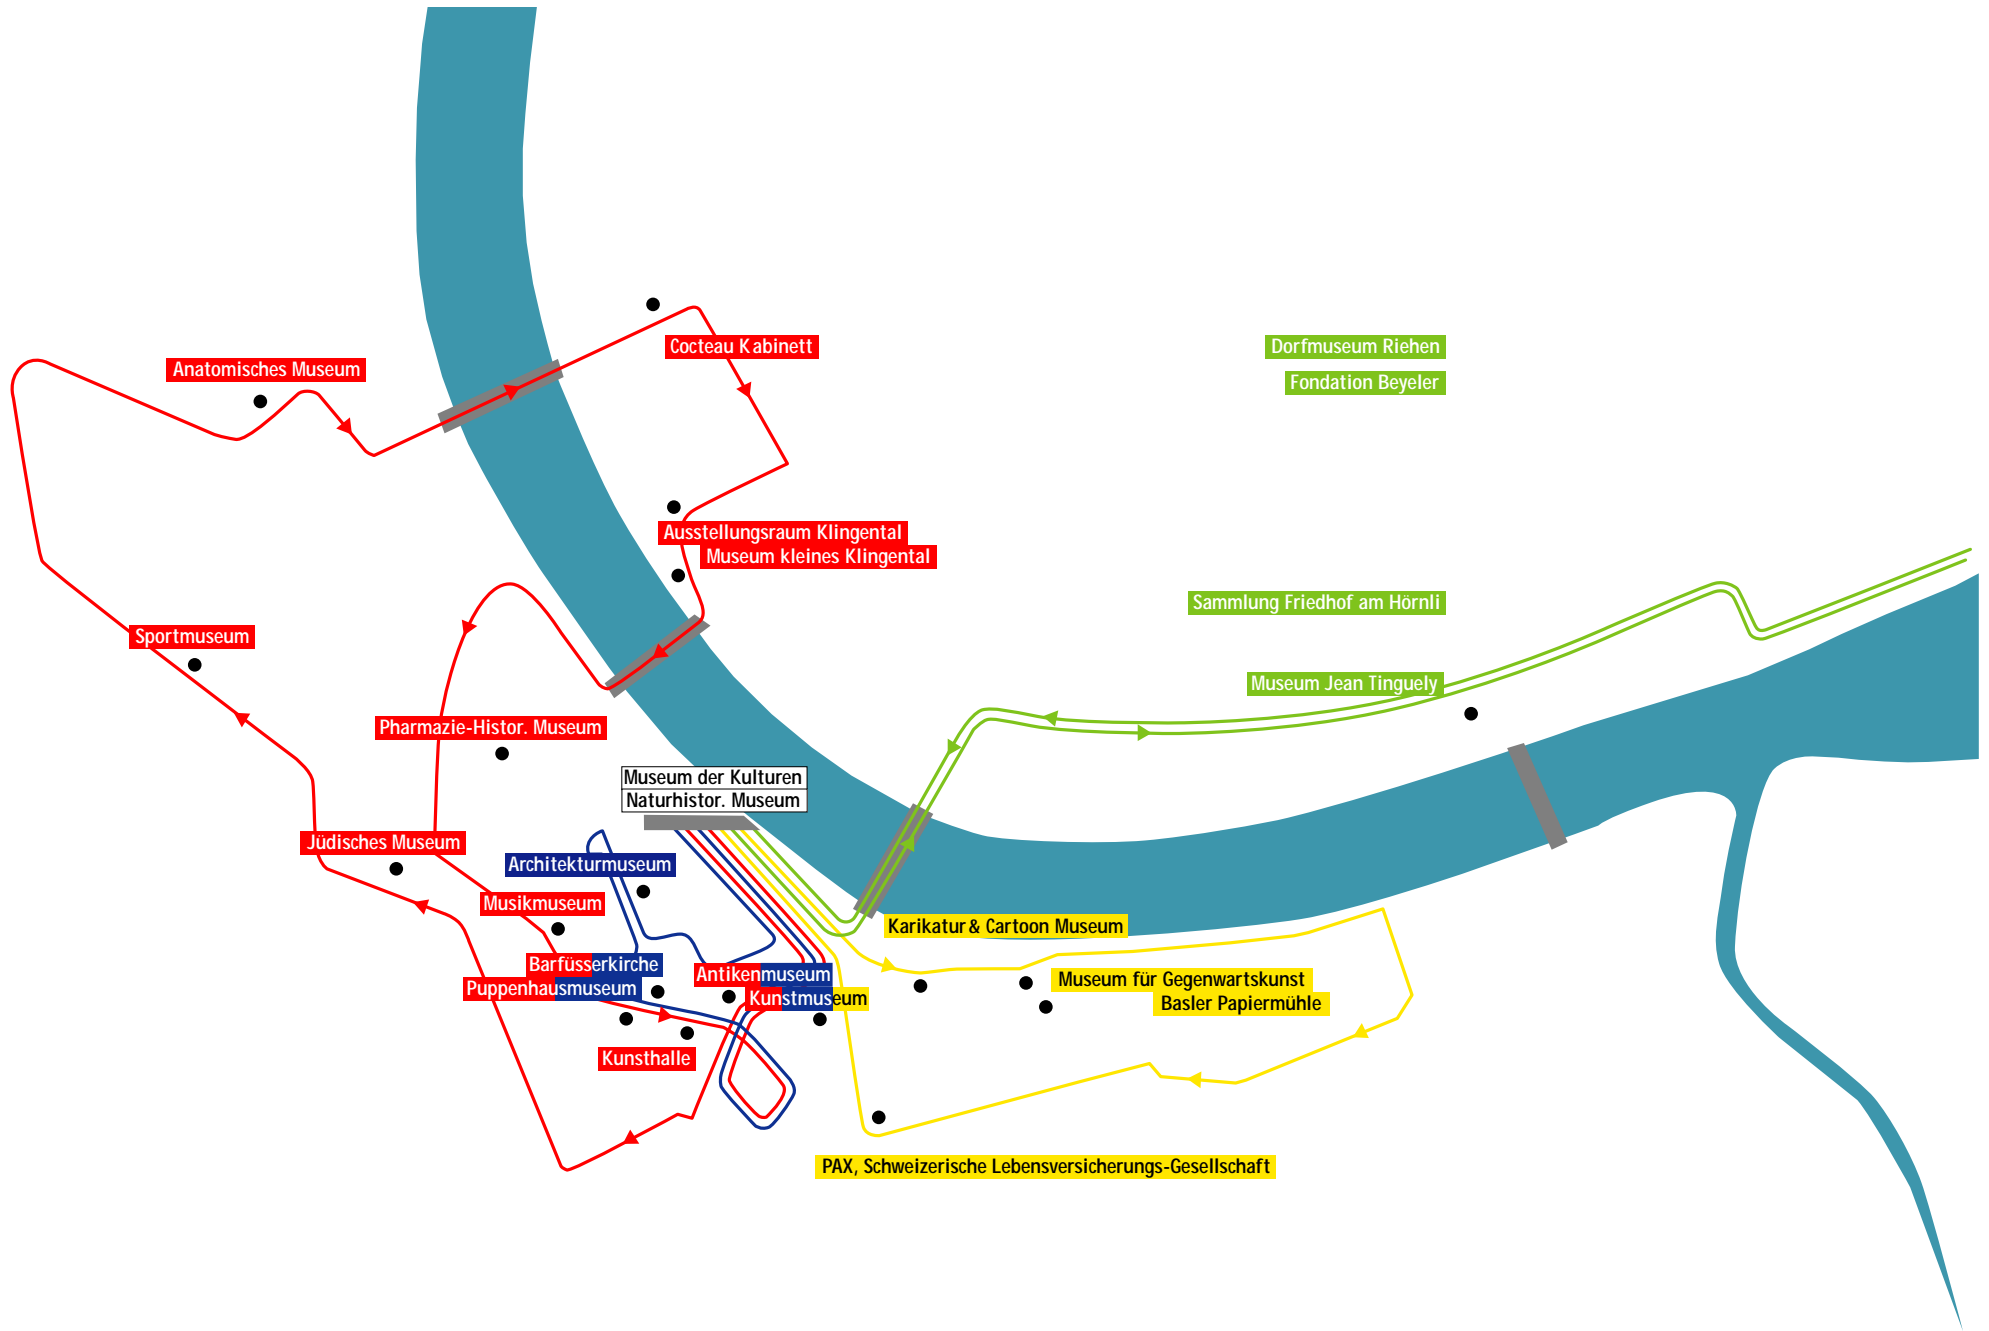 Cocteau Kabinett
Dorfmuseum Riehen
Anatomisches Museum
Fondation Beyeler
Ausstellungsraum Klingental
Museum kleines Klingental
Sammlung Friedhof am Hörnli
Sportmuseum
Museum Jean Tinguely
Pharmazie-Histor. Museum
Museum der Kulturen
Naturhistor. Museum
Jüdisches Museum
Architekturmuseum
Musikmuseum
Karikatur & Cartoon Museum
Barfüsserkirche
Antikenmuseum
Museum für Gegenwartskunst
Puppenhausmuseum
Kunstmuseum
Basler Papiermühle
Kunsthalle
PAX, Schweizerische Lebensversicherungs-Gesellschaft